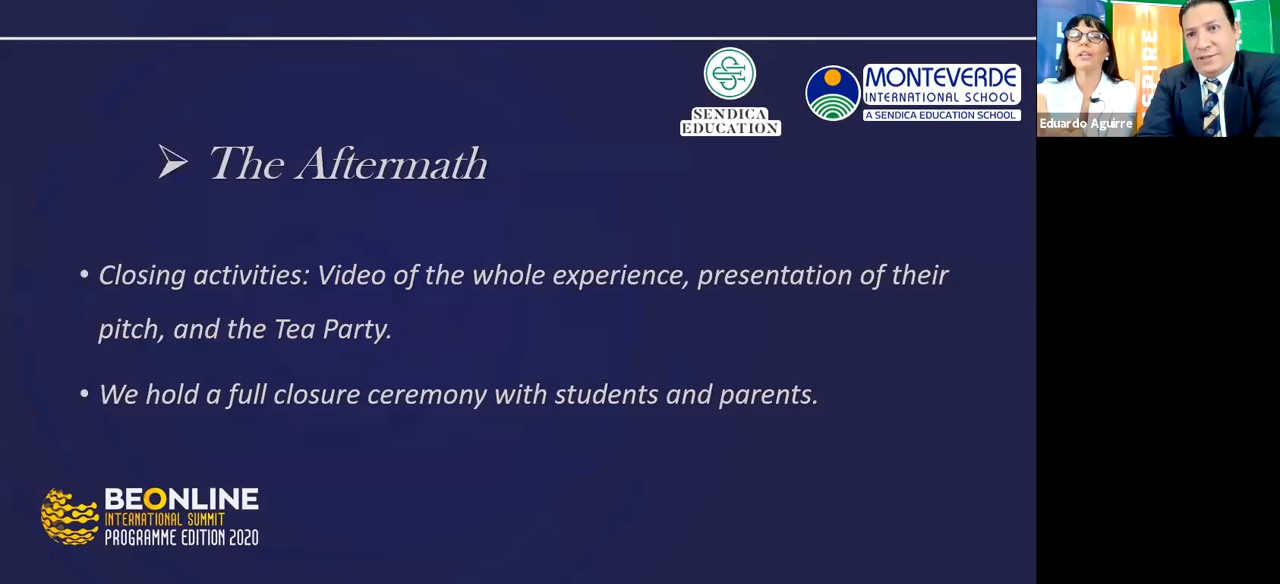 SENDICA
EDUCATION
MONTEVERDE
INTERNATIONAL SCHOOL
A SENDICA EDUCATION SCHOOL
Eduardo Aguirre
The Aftermath
• Closing activities: Video of the whole experience, presentation of their
pitch, and the Tea Party.
• We hold a full closure ceremony with students and parents.
BEONLINE
INTERNATIONAL SUMMIT
PROGRAMME EDITION 2020